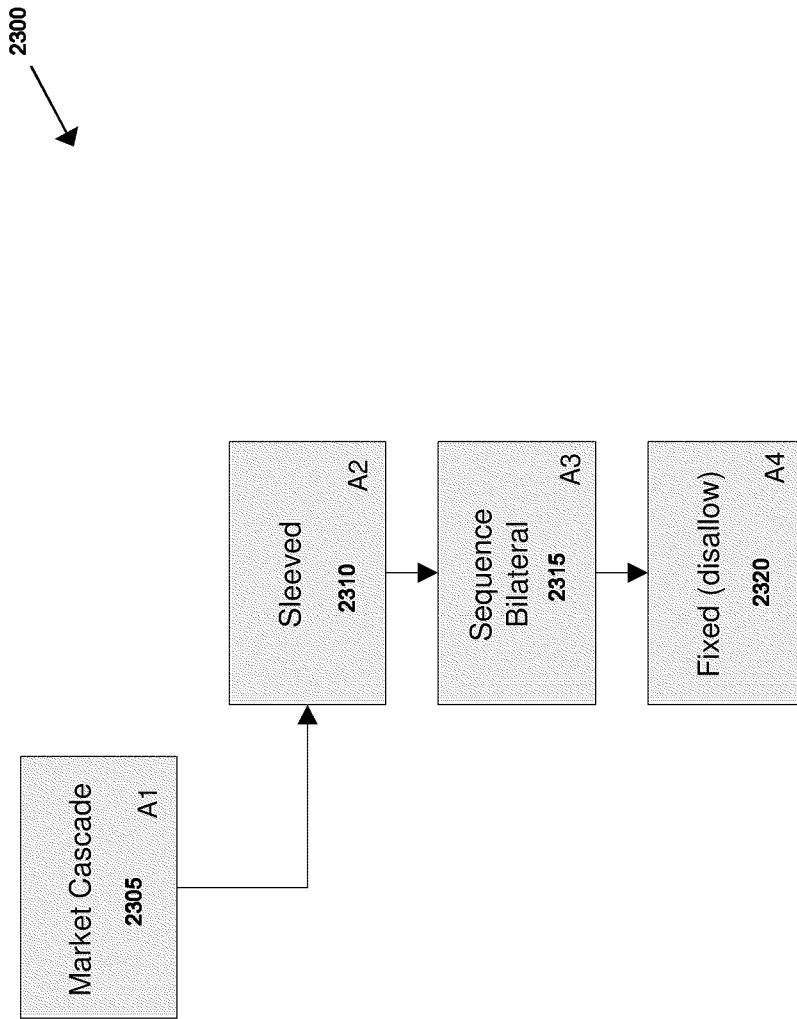 2300
Market Cascade
2305
A1
Sleeved
2310
A2
Sequence
Bilateral
2315
A3
Fixed (disallow)
2320
A4